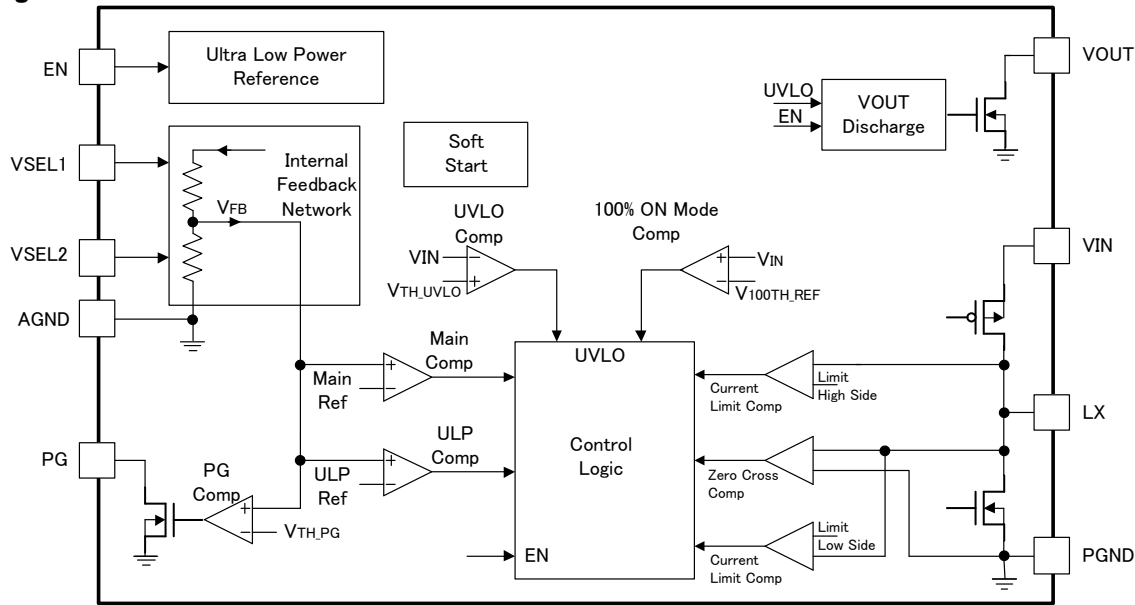 g
EN
Ultra Low Power
Reference
VOUT
UVLO
EN
VOUT
Discharge
VSEL1
Internal
Feedback
Network
VFB
Soft
Start
VSEL2
UVLO
Comp
VIN
VTH_UVLO
100% ON Mode
Comp
VIN
V100TH_REF
VIN
AGND
Main
Comp
Main
Ref
UVLO
Control
Logic
EN
Current
Limit Comp
Limit
High Side
LX
PG
PG
Comp
VTH_PG
ULP
Comp
ULP
Ref
Zero Cross
Comp
Limit
Low Side
Current
Limit Comp
PGND